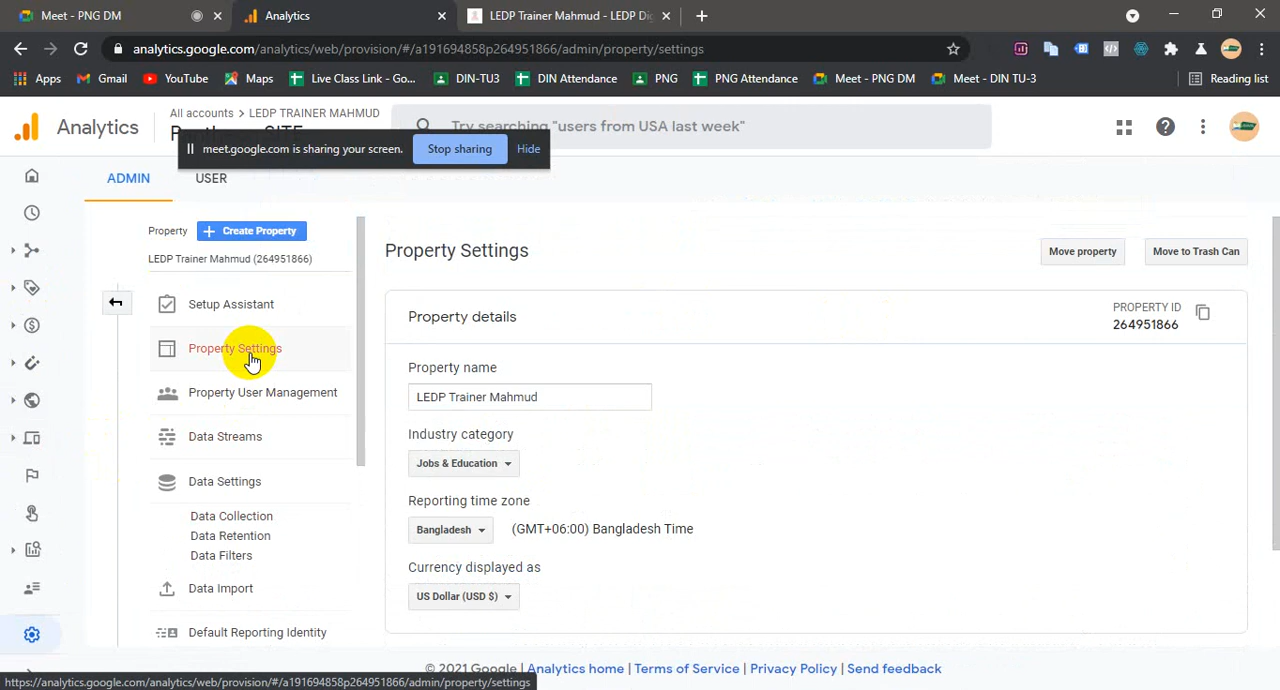 Meet - PNG DM
Analytics
LEDP Trainer Mahmud - LEDP Dig
analytics.google.com/analytics/web/provision/#/a191694858p264951866/admin/property/settings
Apps
Gmail
YouTube
Maps
Live Class Link - Go...
DIN-TU3
DIN Attendance
PNG
PNG Attendance
Meet - PNG DM
Meet - DIN TU-3
Reading list
Analytics
All accounts > LEDP TRAINER MAHMUD
Try searching "users from USA last week"
meet.google.com is sharing your screen.
Stop sharing
Hide
ADMIN
USER
Property
+ Create Property
LEDP Trainer Mahmud (264951866)
Setup Assistant
Property Settings
Property User Management
Data Streams
Data Settings
Data Collection
Data Retention
Data Filters
Data Import
Default Reporting Identity
Property Settings
Move property
Move to Trash Can
Property details
PROPERTY ID
264951866
Property name
LEDP Trainer Mahmud
Industry category
Jobs & Education
Reporting time zone
Bangladesh
(GMT+06:00) Bangladesh Time
Currency displayed as
US Dollar (USD $)
© 2021 Google | Analytics home | Terms of Service | Privacy Policy | Send feedback
https://analytics.google.com/analytics/web/provision/#/a191694858p264951866/admin/property/settings